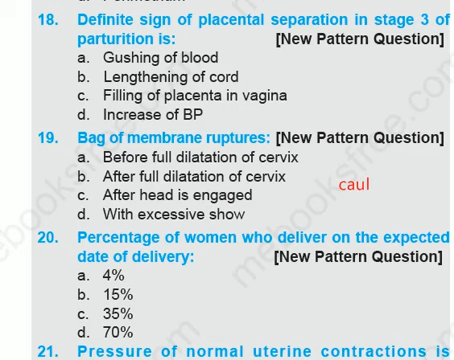 18. Definite sign of placental separation in stage 3 of
parturition is: [New Pattern Question]
a. Gushing of blood
b. Lengthening of cord
c. Filling of placenta in vagina
d. Increase of BP
19. Bag of membrane ruptures: [New Pattern Question]
a. Before full dilatation of cervix
b. After full dilatation of cervix
caul
c. After head is engaged
d. With excessive show
20. Percentage of women who deliver on the expected
date of delivery: [New Pattern Question]
a. 4%
b. 15%
c. 35%
d. 70%
21. Pressure of normal uterine contractions is